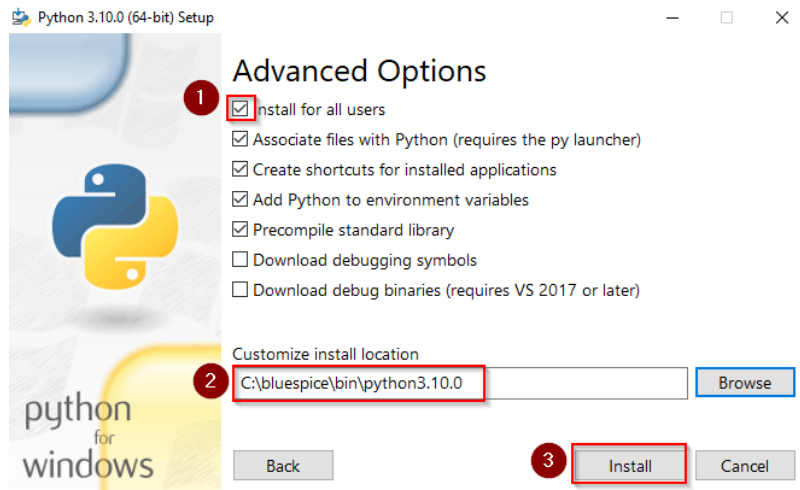 Python 3.10.0 (64-bit) Setup
Advanced Options
1
Install for all users
Associate files with Python (requires the py launcher)
Create shortcuts for installed applications
Add Python to environment variables
Precompile standard library
Download debugging symbols
Download debug binaries (requires VS 2017 or later)
Customize install location
2
C:\bluespice\bin\python3.10.0
Browse
python
for
windows
Back
3
Install
Cancel